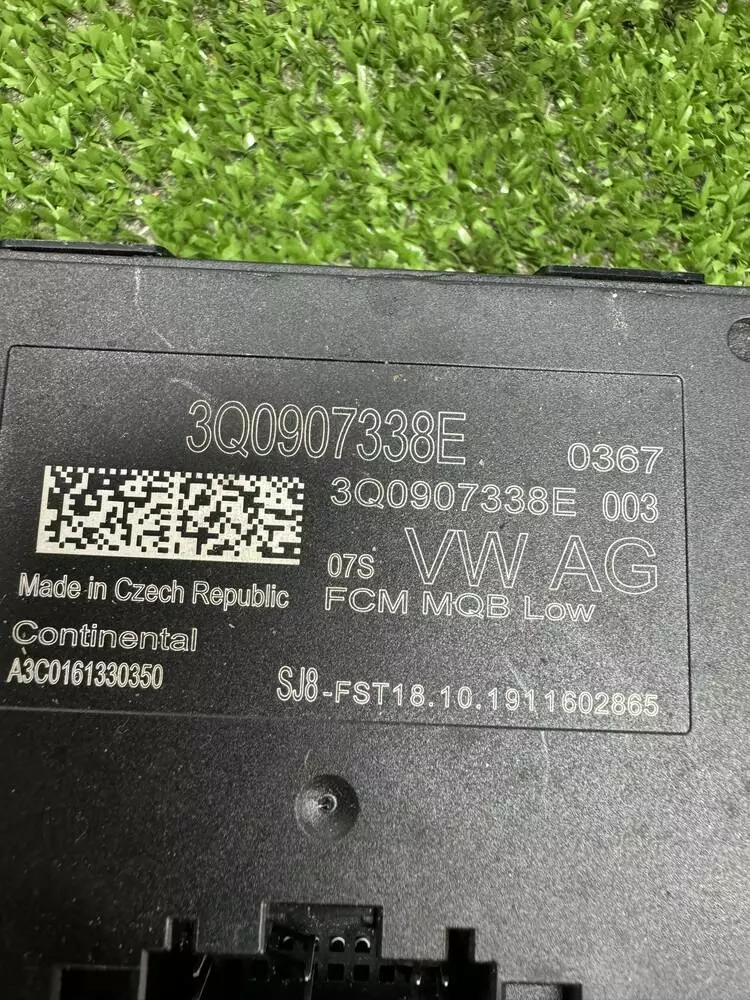 3Q0907338E
0367
3Q0907338E 003
07S VW AG
Made in Czech Republic
FCM MQB Low
Continental
A3C0161330350
SJ8-FST18.10.1911602865